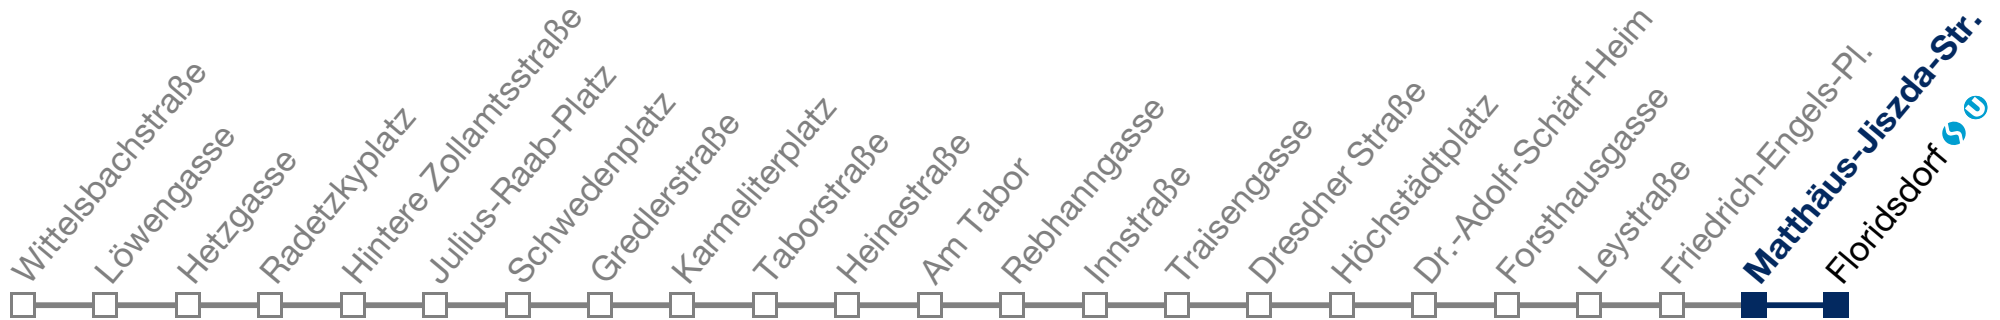 Wittelsbachstraße
Löwengasse
Hetzgasse
Radetzkyplatz
Hintere Zollamtsstraße
Julius-Raab-Platz
Schwedenplatz
Gredlerstraße
Karmeliterplatz
Taborstraße
Heinestraße
Am Tabor
Rebhanngasse
Innstraße
Traisengasse
Dresdner Straße
Höchstädtplatz
Dr.-Adolf-Schärf-Heim
Forsthausgasse
Leystraße
Friedrich-Engels-Pl.
Matthäus-Jiszda-Str.
Floridsdorf S U